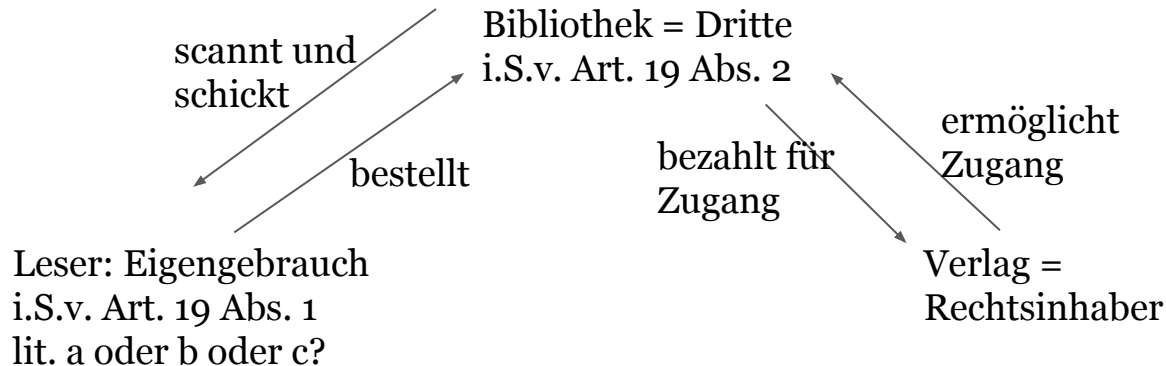 scannt und
schickt
Bibliothek = Dritte
i.S.v. Art. 19 Abs. 2
bestellt
bezahlt für
Zugang
ermöglicht
Zugang
Leser: Eigengebrauch
i.S.v. Art. 19 Abs. 1
lit. a oder b oder c?
Verlag =
Rechtsinhaber